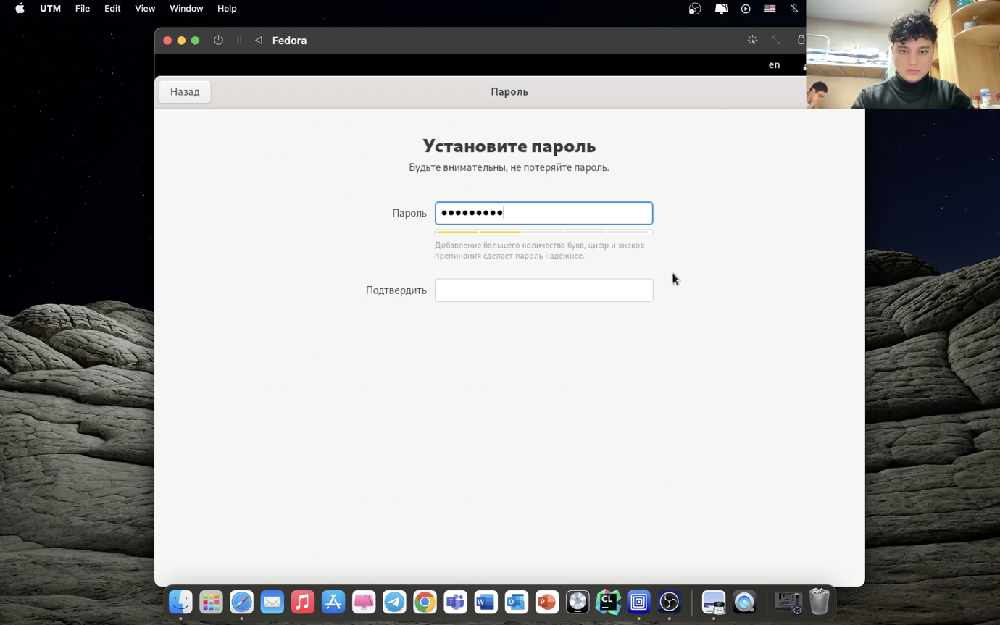 UTM File Edit View Window Help
Fedora
en
Назад
Пароль
Установите пароль
Будьте внимательны, не потеряйте пароль.
Пароль ●●●●●●●●●
Добавление большего количества букв, цифр и знаков
препинания сделает пароль надёжнее.
Подтвердить
CL